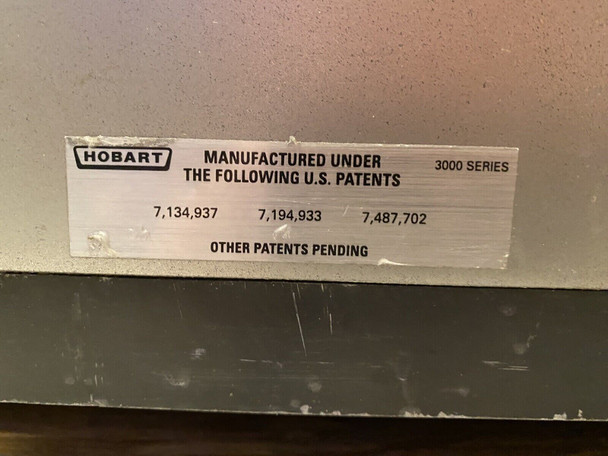 HOBART
MANUFACTURED UNDER
THE FOLLOWING U.S. PATENTS
3000 SERIES
7,134,937 7,194,933 7,487,702
OTHER PATENTS PENDING